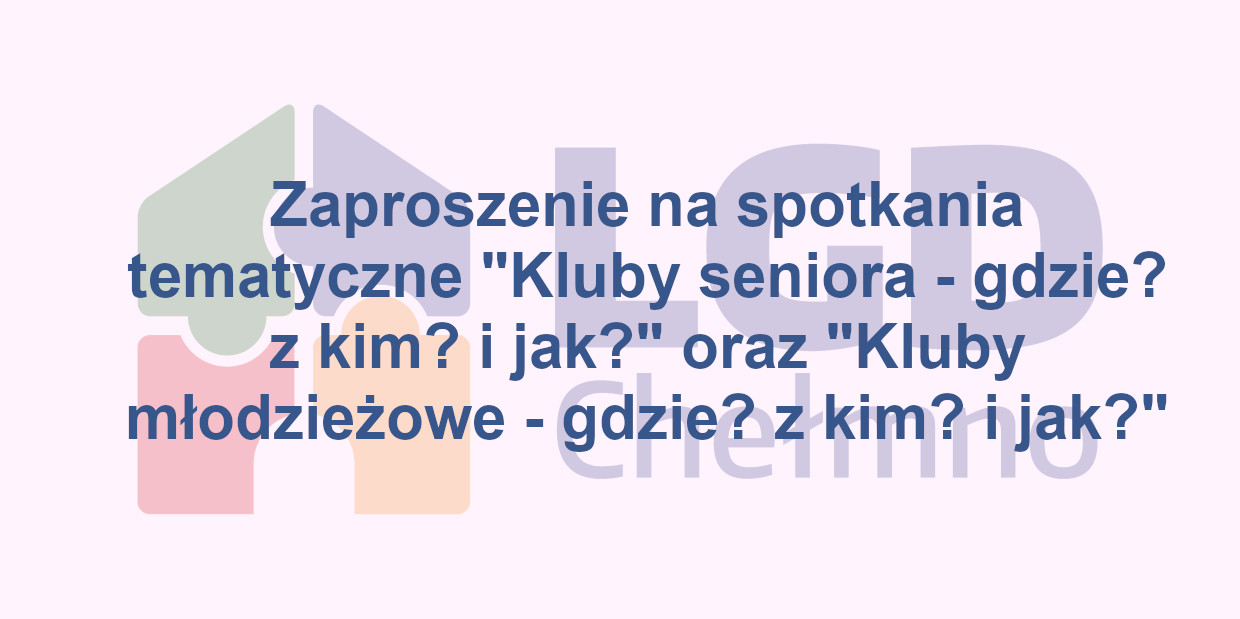 Zaproszenie na spotkania
tematyczne "Kluby seniora - gdzie?
z kim? i jak?" oraz "Kluby
młodzieżowe - gdzie? z kim? i jak?"
LGD
Chełmno